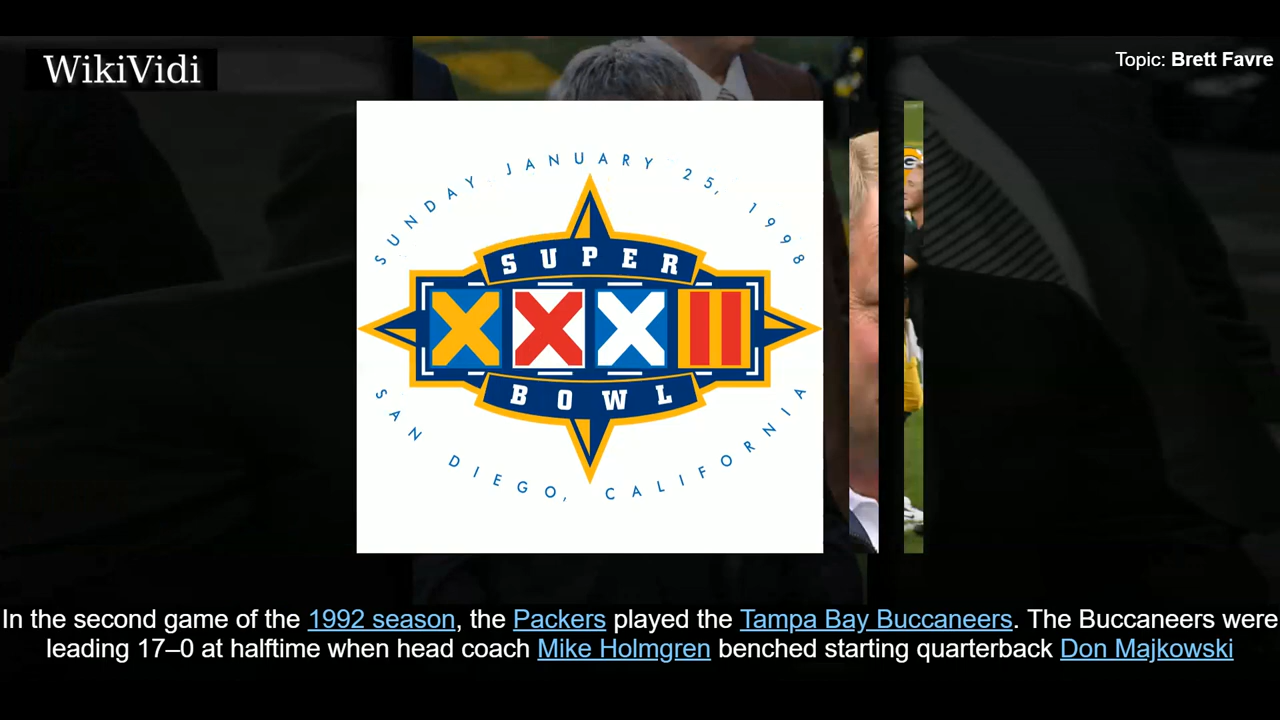 WikiVidi
Topic: Brett Favre
SUNDAY JANUARY 25, 1998
SUPER
XXXII
BOWL
SAN DIEGO, CALIFORNIA
In the second game of the 1992 season, the Packers played the Tampa Bay Buccaneers. The Buccaneers were
leading 17–0 at halftime when head coach Mike Holmgren benched starting quarterback Don Majkowski